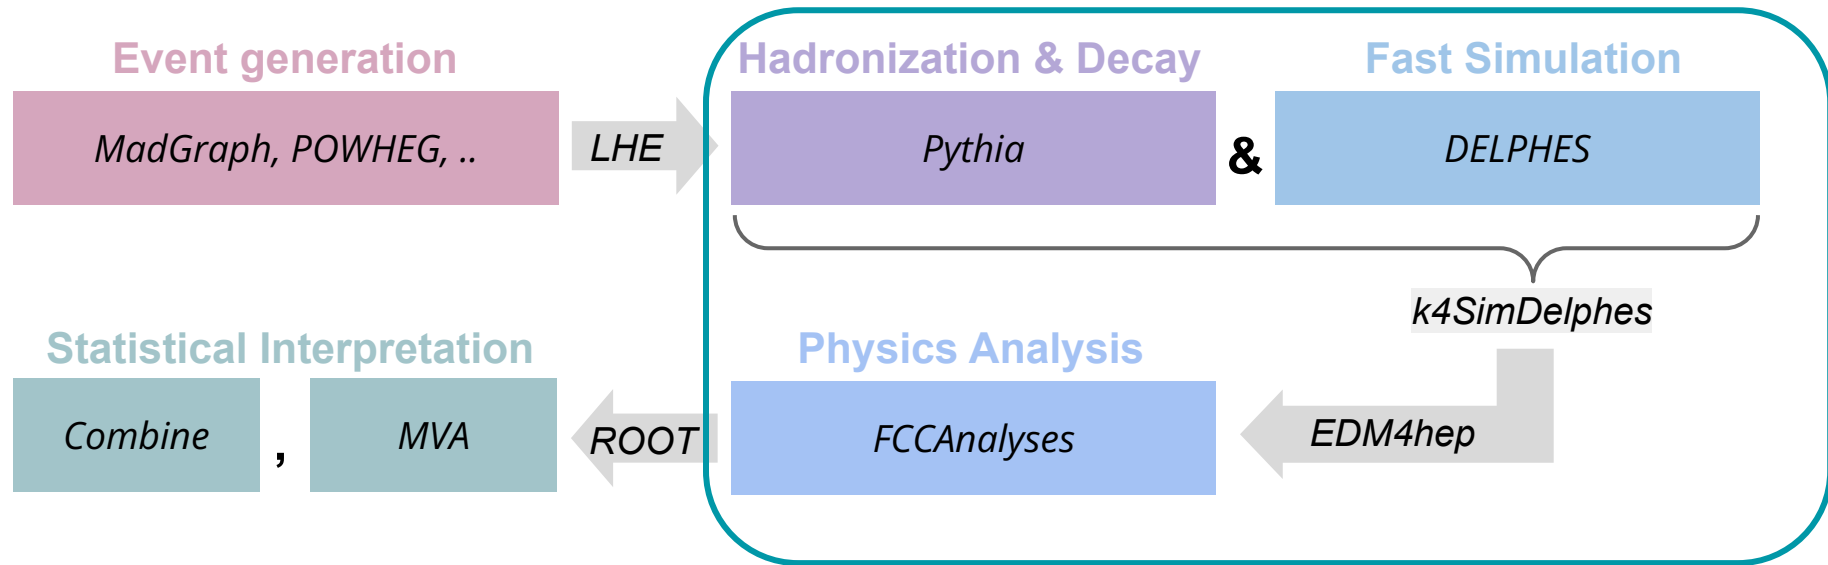 Event generation
MadGraph, POWHEG, ..
LHE
Hadronization & Decay
Pythia
&
Fast Simulation
DELPHES
k4SimDelphes
EDM4hep
Physics Analysis
FCCAnalyses
ROOT
Statistical Interpretation
Combine
,
MVA